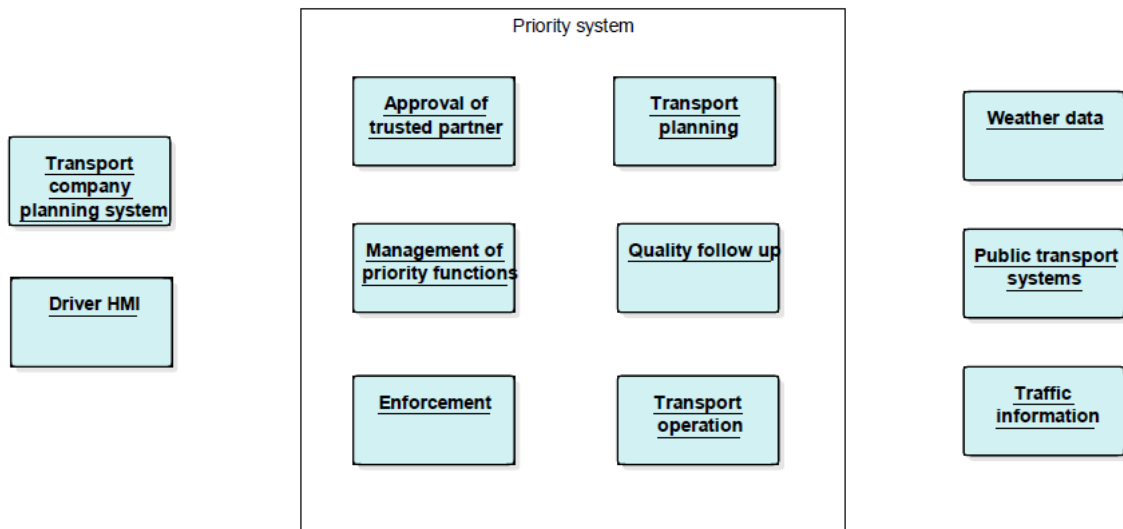 Priority system
Approval of
trusted partner
Transport
planning
Weather data
Transport
company
planning system
Management of
priority functions
Quality follow up
Public transport
systems
Driver HMI
Enforcement
Transport
operation
Traffic
information